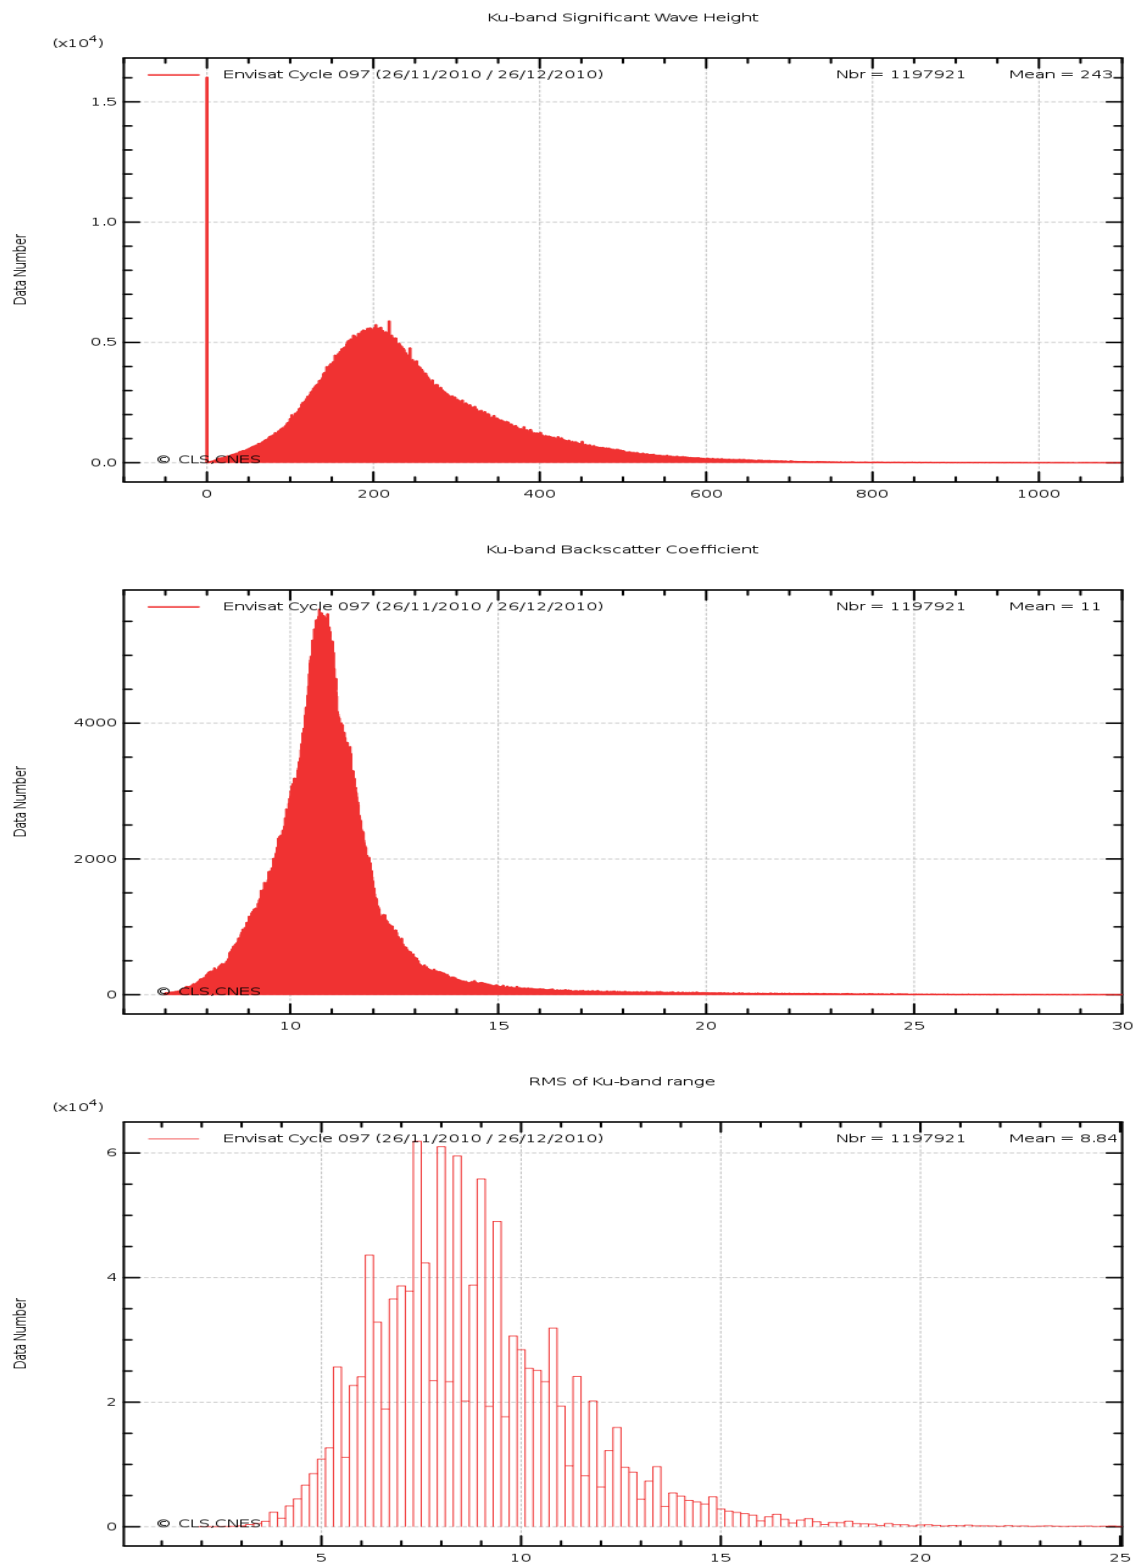 Ku-band Significant Wave Height
(x10⁴)
Envisat Cycle 097 (26/11/2010 / 26/12/2010) Nbr = 1197921 Mean = 243
1.5
1.0
Data Number
0.5
0.0
© CLS,CNES
0 200 400 600 800 1000
Ku-band Backscatter Coefficient
Envisat Cycle 097 (26/11/2010 / 26/12/2010) Nbr = 1197921 Mean = 11
4000
Data Number
2000
0
© CLS,CNES
10 15 20 25 30
RMS of Ku-band range
(x10⁴)
Envisat Cycle 097 (26/11/2010 / 26/12/2010) Nbr = 1197921 Mean = 8.84
6
4
Data Number
2
0
© CLS,CNES
5 10 15 20 25